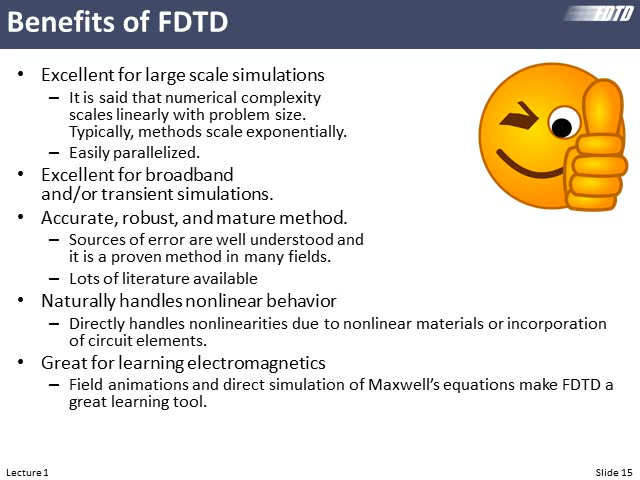 Benefits of FDTD
FDTD
• Excellent for large scale simulations
– It is said that numerical complexity
scales linearly with problem size.
Typically, methods scale exponentially.
– Easily parallelized.
• Excellent for broadband
and/or transient simulations.
• Accurate, robust, and mature method.
– Sources of error are well understood and
it is a proven method in many fields.
– Lots of literature available
• Naturally handles nonlinear behavior
– Directly handles nonlinearities due to nonlinear materials or incorporation
of circuit elements.
• Great for learning electromagnetics
– Field animations and direct simulation of Maxwell’s equations make FDTD a
great learning tool.
Lecture 1
Slide 15